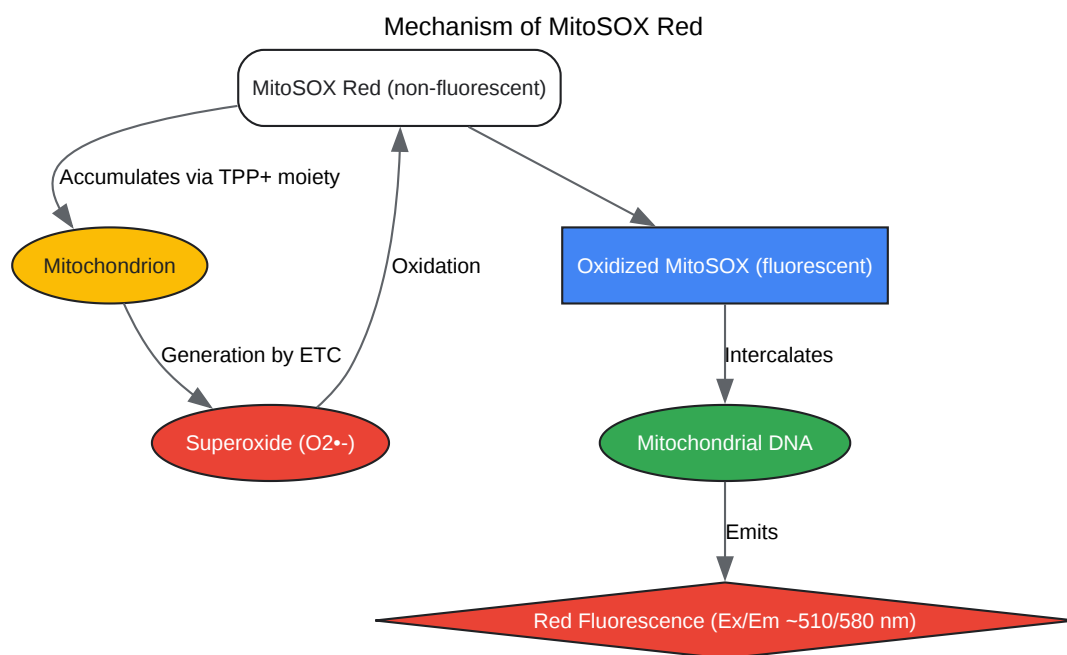 Mechanism of MitoSOX Red
MitoSOX Red (non-fluorescent)
Accumulates via TPP+ moiety
Mitochondrion
Oxidation
Oxidized MitoSOX (fluorescent)
Generation by ETC
Intercalates
Superoxide (O2•-)
Mitochondrial DNA
Emits
Red Fluorescence (Ex/Em ~510/580 nm)